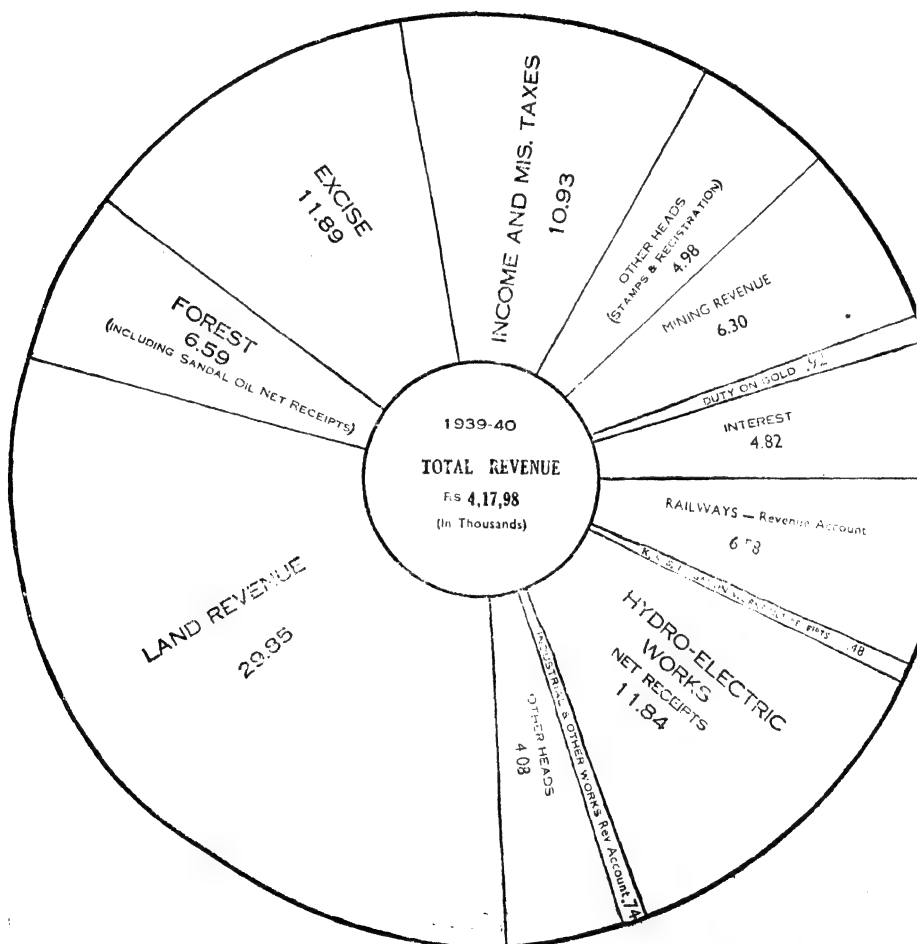 1939-40
TOTAL REVENUE
RS 4,17,98
(In Thousands)
INCOME AND MIS. TAXES
10.93
OTHER HEADS
(STAMPS & REGISTRATION)
4.98
MINING REVENUE
6.30
DUTY ON GOLD .92
INTEREST
4.82
RAILWAYS — Revenue Account
.48
HYDRO-ELECTRIC
WORKS
NET RECEIPTS
11.84
INDUSTRIAL & OTHER WORKS Rev Account .74
OTHER HEADS
4.08
LAND REVENUE
FOREST
6.59
(INCLUDING SANDAL OIL NET RECEIPTS)
EXCISE
11.89